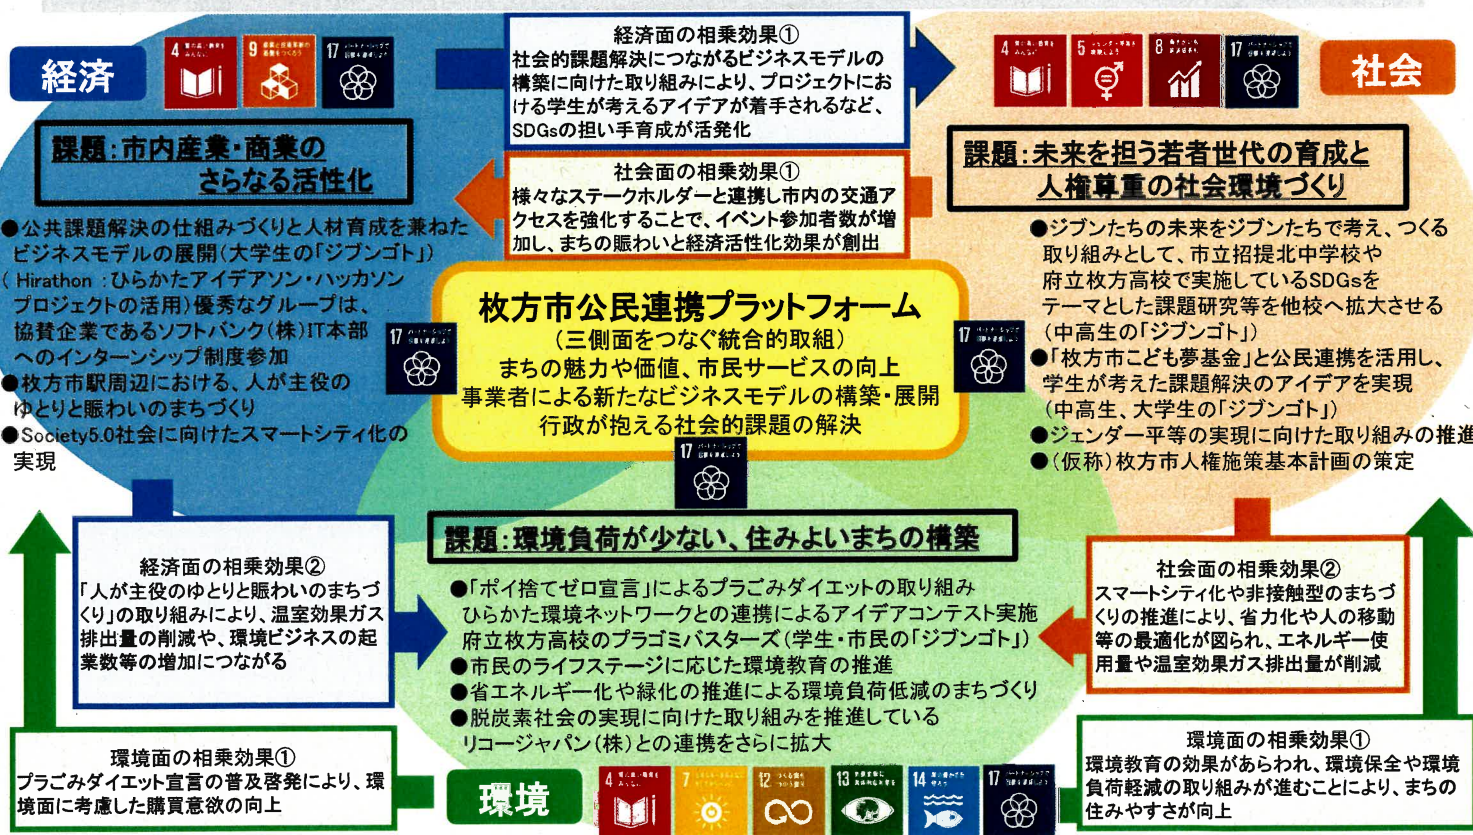 経済
4
9
17
経済面の相乗効果①
社会的課題解決につながるビジネスモデルの
構築に向けた取り組みにより、プロジェクトにお
ける学生が考えるアイデアが着手されるなど、
SDGsの担い手育成が活発化
4
5
8
17
社会
社会面の相乗効果①
様々なステークホルダーと連携し市内の交通ア
クセスを強化することで、イベント参加者数が増
加し、まちの賑わいと経済活性化効果が創出
課題:市内産業・商業の
さらなる活性化
●公共課題解決の仕組みづくりと人材育成を兼ねた
ビジネスモデルの展開(大学生の「ジブンゴト」)
(Hirathon:ひらかたアイデアソン・ハッカソン
プロジェクトの活用)優秀なグループは、
協賛企業であるソフトバンク(株)IT本部
へのインターンシップ制度参加
●枚方市駅周辺における、人が主役の
ゆとりと賑わいのまちづくり
●Society5.0社会に向けたスマートシティ化の
実現
課題:未来を担う若者世代の育成と
人権尊重の社会環境づくり
●ジブンたちの未来をジブンたちで考え、つくる
取り組みとして、市立招提北中学校や
府立枚方高校で実施しているSDGsを
テーマとした課題研究等を他校へ拡大させる
(中高生の「ジブンゴト」)
●「枚方市こども夢基金」と公民連携を活用し、
学生が考えた課題解決のアイデアを実現
(中高生、大学生の「ジブンゴト」)
●ジェンダー平等の実現に向けた取り組みの推進
●(仮称)枚方市人権施策基本計画の策定
枚方市公民連携プラットフォーム
(三側面をつなぐ統合的取組)
まちの魅力や価値、市民サービスの向上
事業者による新たなビジネスモデルの構築・展開
行政が抱える社会的課題の解決
17
17
17
課題:環境負荷が少ない、住みよいまちの構築
●「ポイ捨てゼロ宣言」によるプラごみダイエットの取り組み
ひらかた環境ネットワークとの連携によるアイデアコンテスト実施
府立枚方高校のプラゴミバスターズ(学生・市民の「ジブンゴト」)
●市民のライフステージに応じた環境教育の推進
●省エネルギー化や緑化の推進による環境負荷低減のまちづくり
●脱炭素社会の実現に向けた取り組みを推進している
リコージャパン(株)との連携をさらに拡大
経済面の相乗効果②
「人が主役のゆとりと賑わいのまちづ
くり」の取り組みにより、温室効果ガス
排出量の削減や、環境ビジネスの起
業数等の増加につながる
社会面の相乗効果②
スマートシティ化や非接触型のまちづ
くりの推進により、省力化や人の移動
等の最適化が図られ、エネルギー使
用量や温室効果ガス排出量が削減
環境面の相乗効果①
プラごみダイエット宣言の普及啓発により、環
境面に考慮した購買意欲の向上
環境
4
7
12
13
14
17
環境面の相乗効果①
環境教育の効果があらわれ、環境保全や環境
負荷軽減の取り組みが進むことにより、まちの
住みやすさが向上